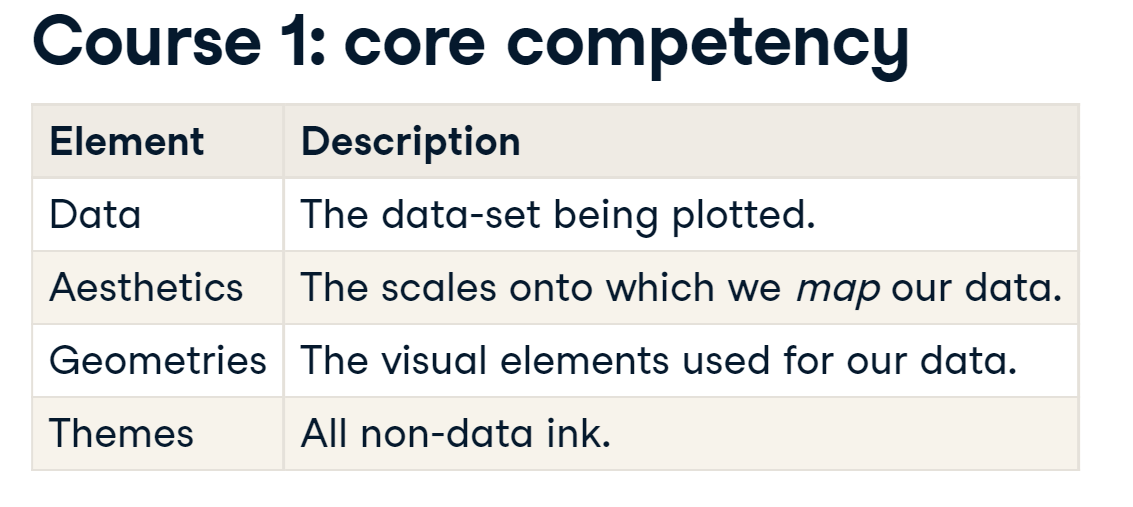 Course 1: core competency
Element Description
Data The data-set being plotted.
Aesthetics The scales onto which we map our data.
Geometries The visual elements used for our data.
Themes All non-data ink.